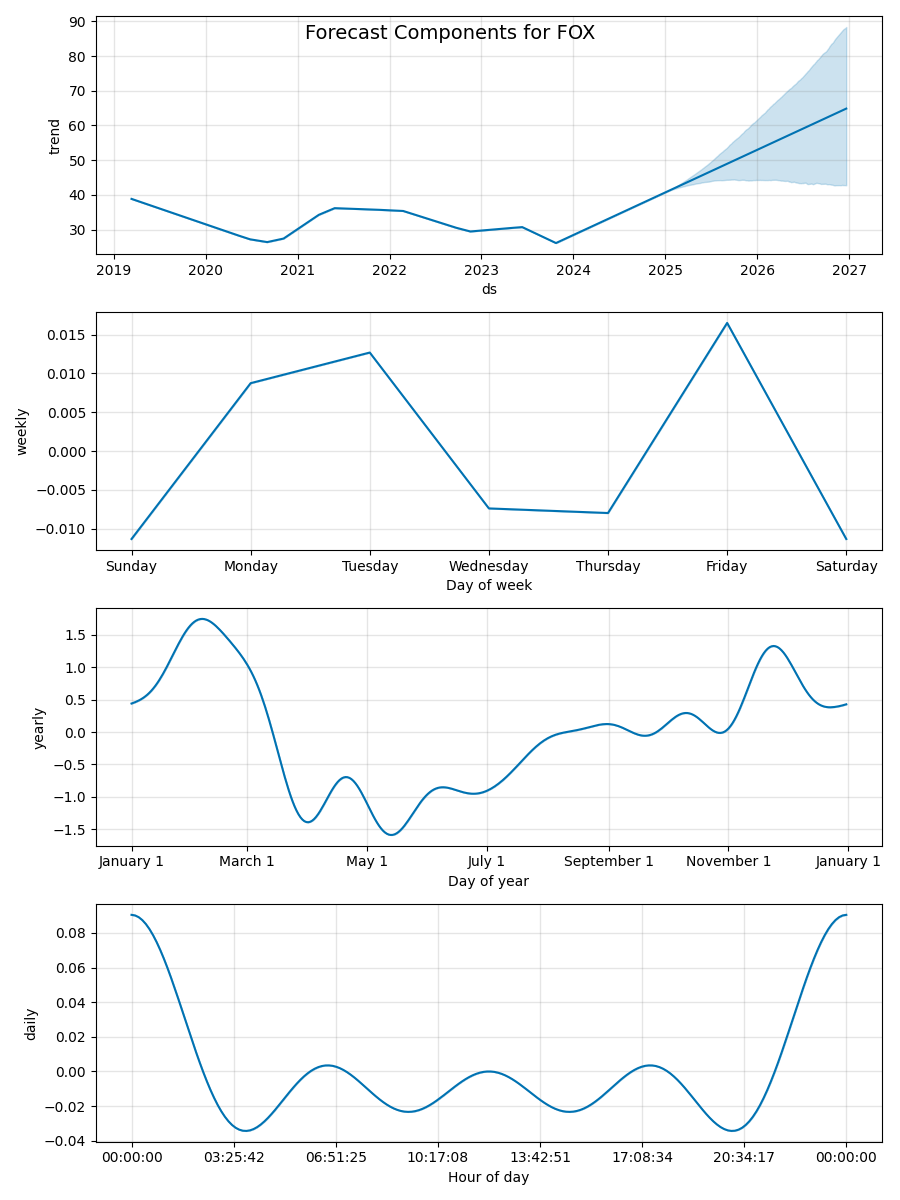 Forecast Components for FOX
90
80
70
60
50
40
30
trend
2019 2020 2021 2022 2023 2024 2025 2026 2027
ds
0.015
0.010
0.005
0.000
−0.005
−0.010
weekly
Sunday Monday Tuesday Wednesday Thursday Friday Saturday
Day of week
1.5
1.0
0.5
0.0
−0.5
−1.0
−1.5
yearly
January 1 March 1 May 1 July 1 September 1 November 1 January 1
Day of year
0.08
0.06
0.04
0.02
0.00
−0.02
−0.04
daily
00:00:00 03:25:42 06:51:25 10:17:08 13:42:51 17:08:34 20:34:17 00:00:00
Hour of day